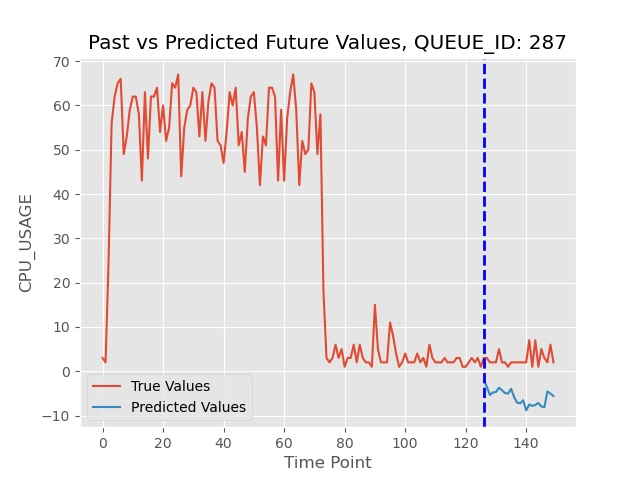 Past vs Predicted Future Values, QUEUE_ID: 287
CPU_USAGE
70
60
50
40
30
20
10
0
−10
True Values
Predicted Values
0 20 40 60 80 100 120 140
Time Point